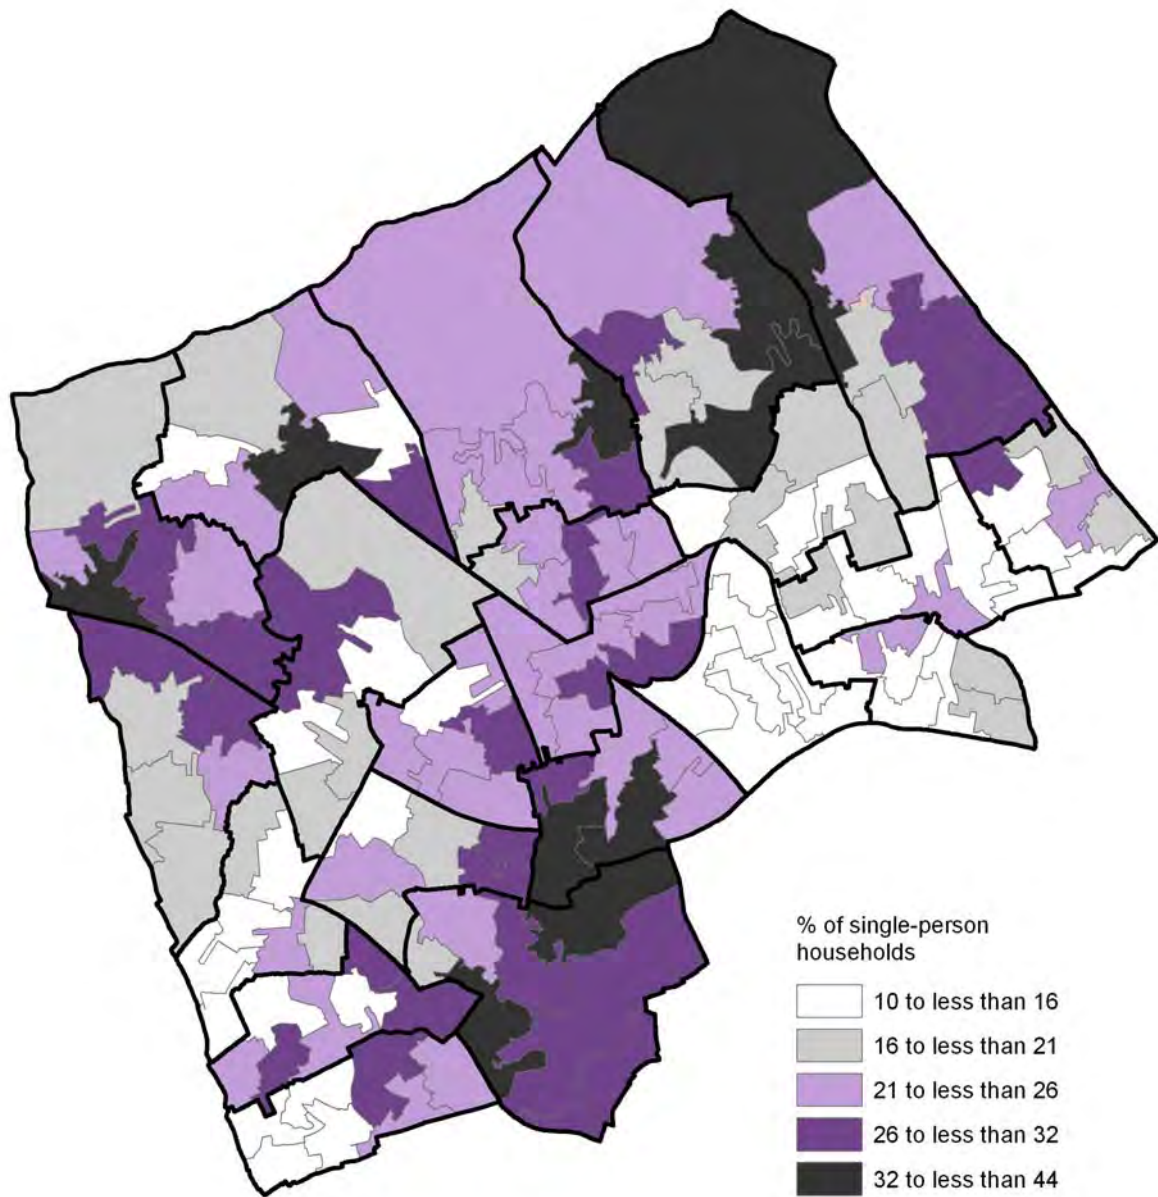 % of single-person
households
10 to less than 16
16 to less than 21
21 to less than 26
26 to less than 32
32 to less than 44